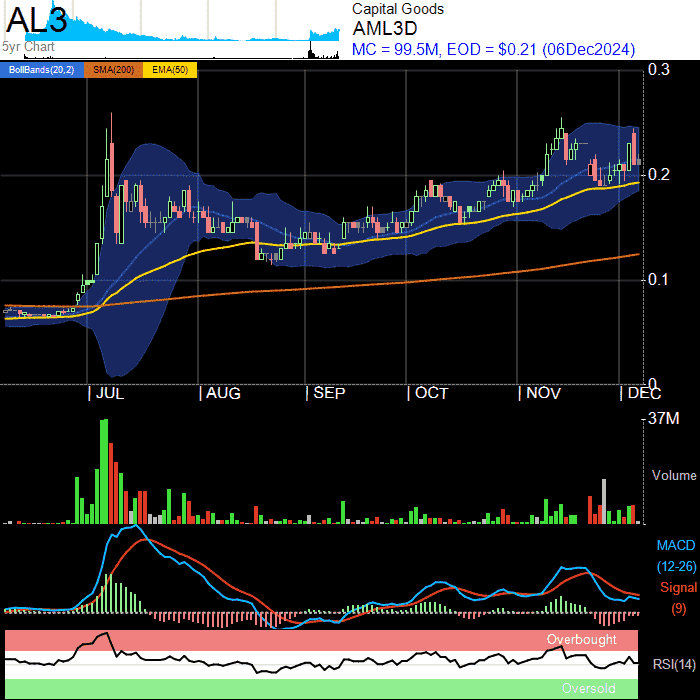 AL3
5yr Chart
Capital Goods
AML3D
MC = 99.5M, EOD = $0.21 (06Dec2024)
BollBands(20,2) SMA(200) EMA(50)
0.3
0.2
0.1
0
JUL AUG SEP OCT NOV DEC
37M
Volume
MACD
(12-26)
Signal
(9)
Overbought
RSI(14)
Oversold